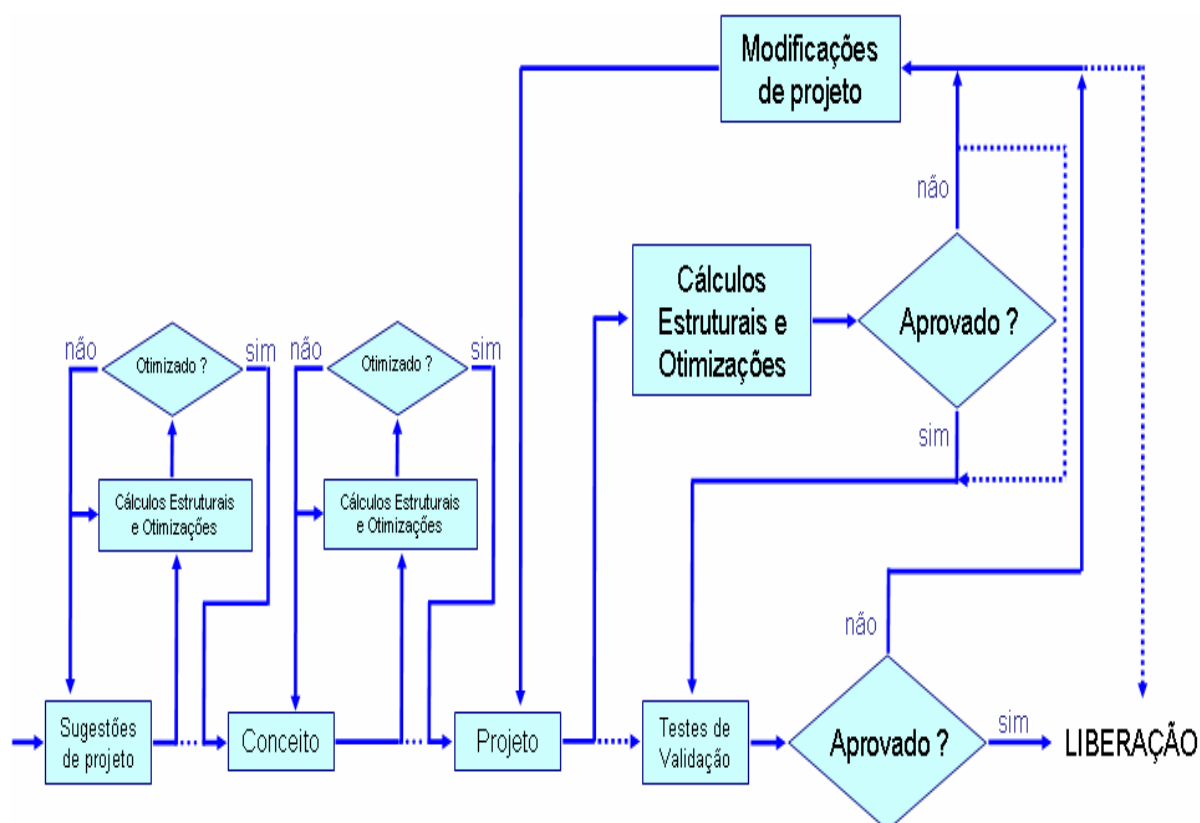 Modificações
de projeto
não
Cálculos
Estruturais e
Otimizações
Aprovado ?
sim
não
Otimizado ?
sim
não
Otimizado ?
sim
Cálculos Estruturais
e Otimizações
Cálculos Estruturais
e Otimizações
não
Sugestões
de projeto
Conceito
Projeto
Testes de
Validação
Aprovado ?
sim
LIBERAÇÃO